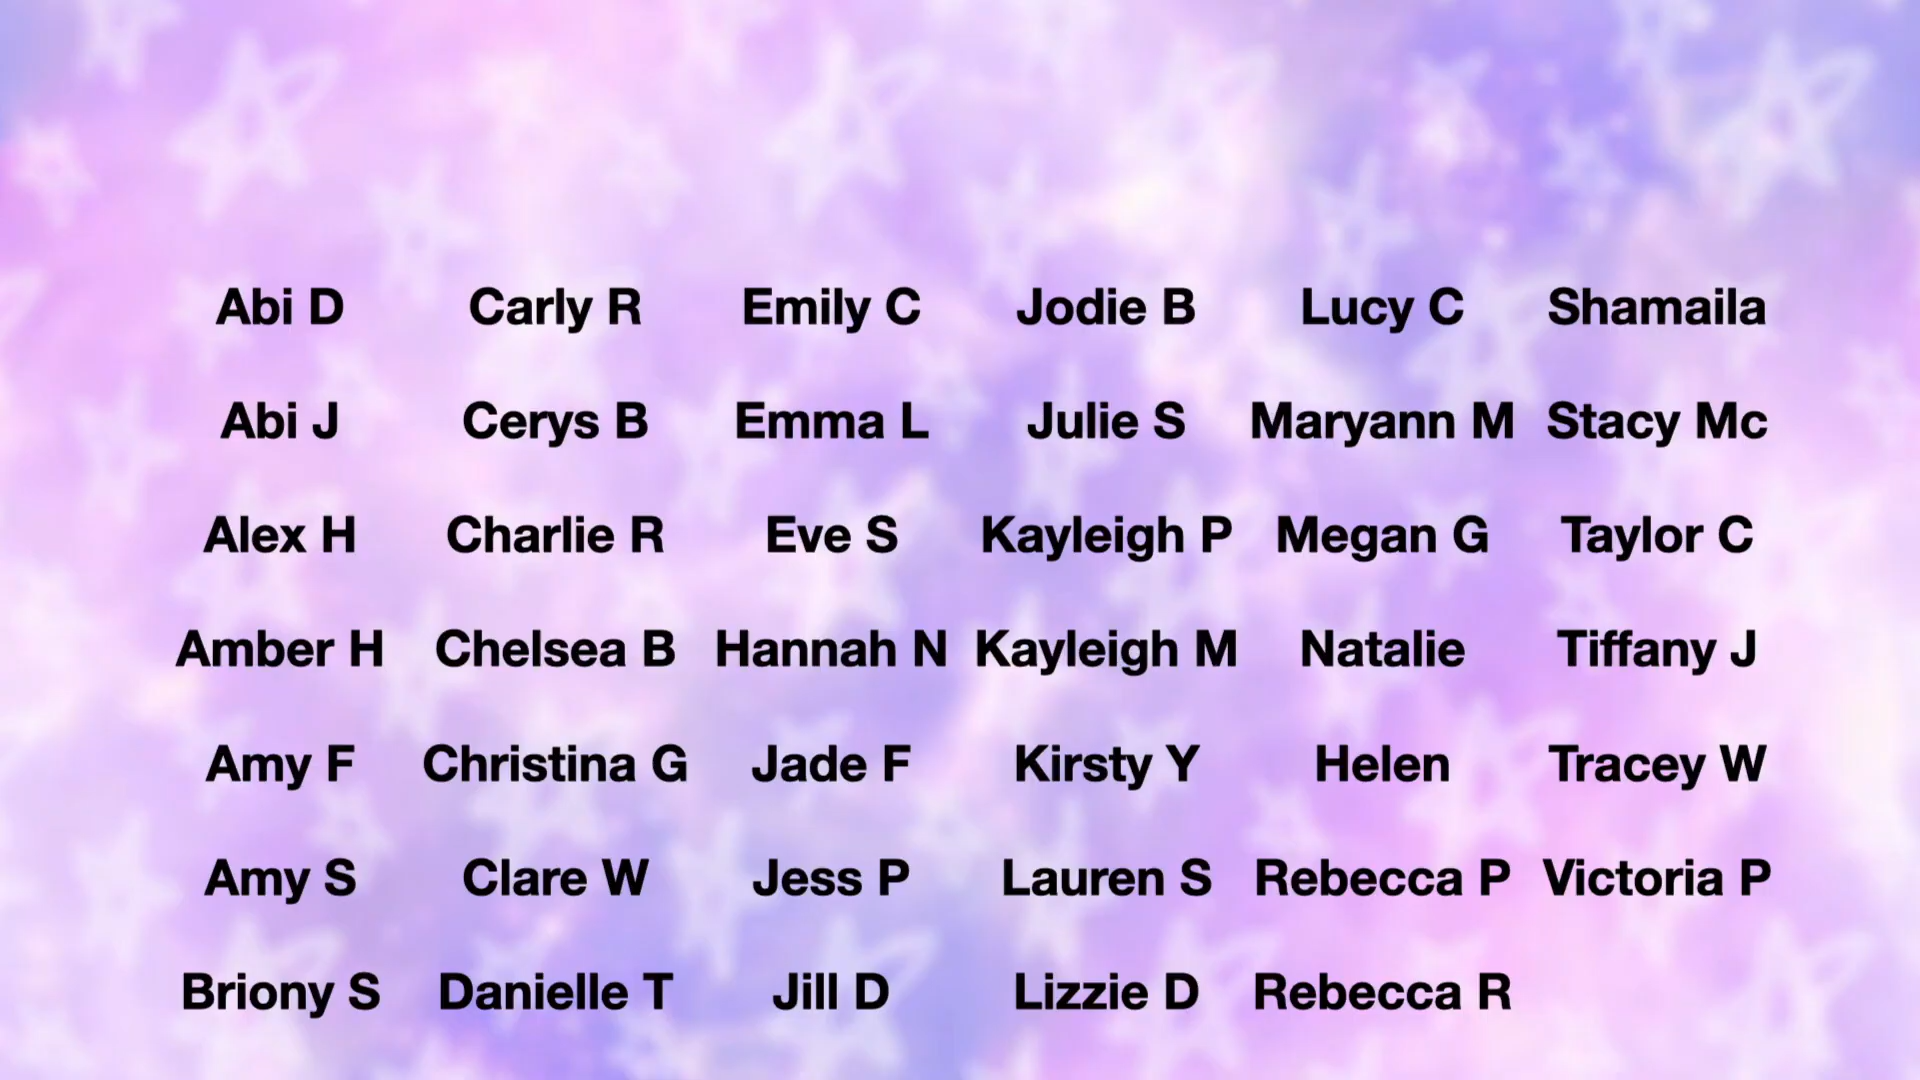 Abi D Carly R Emily C Jodie B Lucy C Shamaila
Abi J Cerys B Emma L Julie S Maryann M Stacy Mc
Alex H Charlie R Eve S Kayleigh P Megan G Taylor C
Amber H Chelsea B Hannah N Kayleigh M Natalie Tiffany J
Amy F Christina G Jade F Kirsty Y Helen Tracey W
Amy S Clare W Jess P Lauren S Rebecca P Victoria P
Briony S Danielle T Jill D Lizzie D Rebecca R